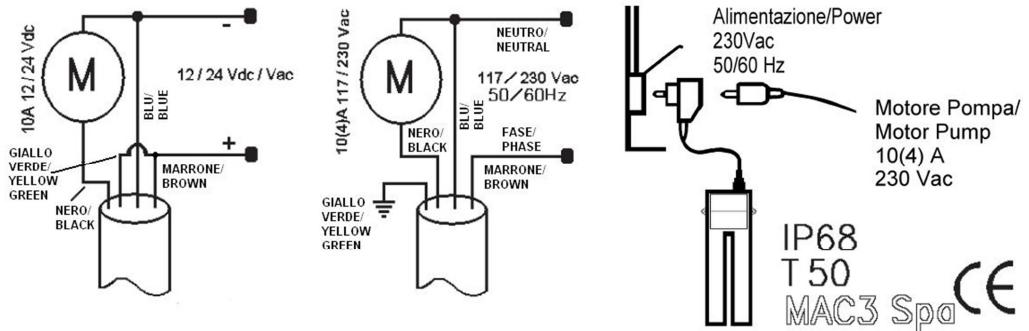 10A 12 / 24 Vdc
M
-
12 / 24 Vdc / Vac
BLU/
BLUE
+
GIALLO
VERDE/
YELLOW
GREEN
MARRONE/
BROWN
NERO/
BLACK
10(4)A 117 / 230 Vac
M
NEUTRO/
NEUTRAL
117/230 Vac
50/60Hz
BLU/
BLUE
NERO/
BLACK
FASE/
PHASE
MARRONE/
BROWN
GIALLO
VERDE/
YELLOW
GREEN
Alimentazione/Power
230Vac
50/60 Hz
Motore Pompa/
Motor Pump
10(4) A
230 Vac
IP68
T 50
MAC3 Spa
CE